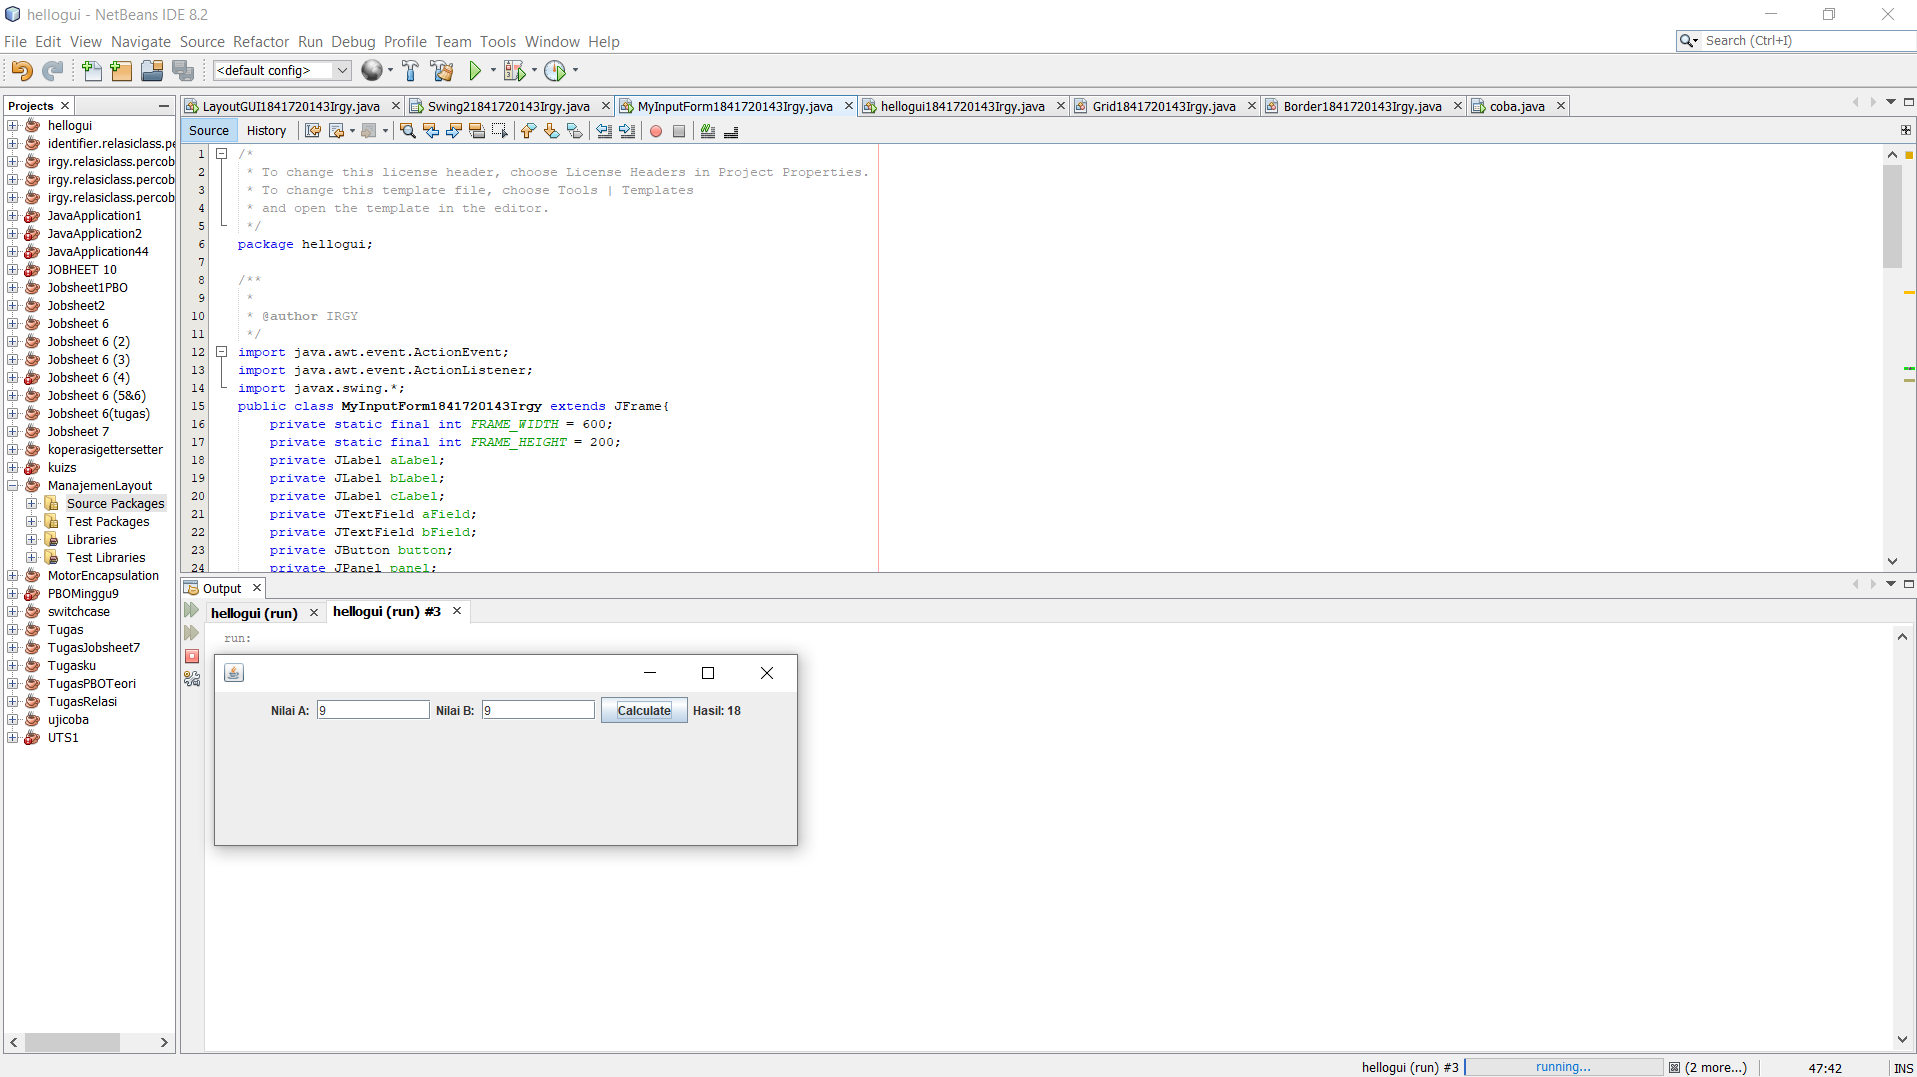 hellogui - NetBeans IDE 8.2
File Edit View Navigate Source Refactor Run Debug Profile Team Tools Window Help
Search (Ctrl+I)
<default config>
Projects
LayoutGUI1841720143Irgy.java
Swing21841720143Irgy.java
MyInputForm1841720143Irgy.java
hellogui1841720143Irgy.java
Grid1841720143Irgy.java
Border1841720143Irgy.java
coba.java
hellogui
identifier.relasiclass.pe
irgy.relasiclass.percob
irgy.relasiclass.percob
irgy.relasiclass.percob
JavaApplication1
JavaApplication2
JavaApplication44
JOBHEET 10
Jobsheet1PBO
Jobsheet2
Jobsheet 6
Jobsheet 6 (2)
Jobsheet 6 (3)
Jobsheet 6 (4)
Jobsheet 6 (5&6)
Jobsheet 6(tugas)
Jobsheet 7
koperasigettersetter
kuizs
ManajemenLayout
Source Packages
Test Packages
Libraries
Test Libraries
MotorEncapsulation
PBOMinggu9
switchcase
Tugas
TugasJobsheet7
Tugasku
TugasPBOTeori
TugasRelasi
ujicoba
UTS1
Source History
1 /*
2 * To change this license header, choose License Headers in Project Properties.
3 * To change this template file, choose Tools | Templates
4 * and open the template in the editor.
5 */
6 package hellogui;
7
8 /**
9 *
10 * @author IRGY
11 */
12 import java.awt.event.ActionEvent;
13 import java.awt.event.ActionListener;
14 import javax.swing.*;
15 public class MyInputForm1841720143Irgy extends JFrame{
16 private static final int FRAME_WIDTH = 600;
17 private static final int FRAME_HEIGHT = 200;
18 private JLabel aLabel;
19 private JLabel bLabel;
20 private JLabel cLabel;
21 private JTextField aField;
22 private JTextField bField;
23 private JButton button;
24 private JPanel panel;
Output
hellogui (run)
hellogui (run) #3
run:
Nilai A: 9 Nilai B: 9 Calculate Hasil: 18
hellogui (run) #3 running... (2 more...) 47:42 INS